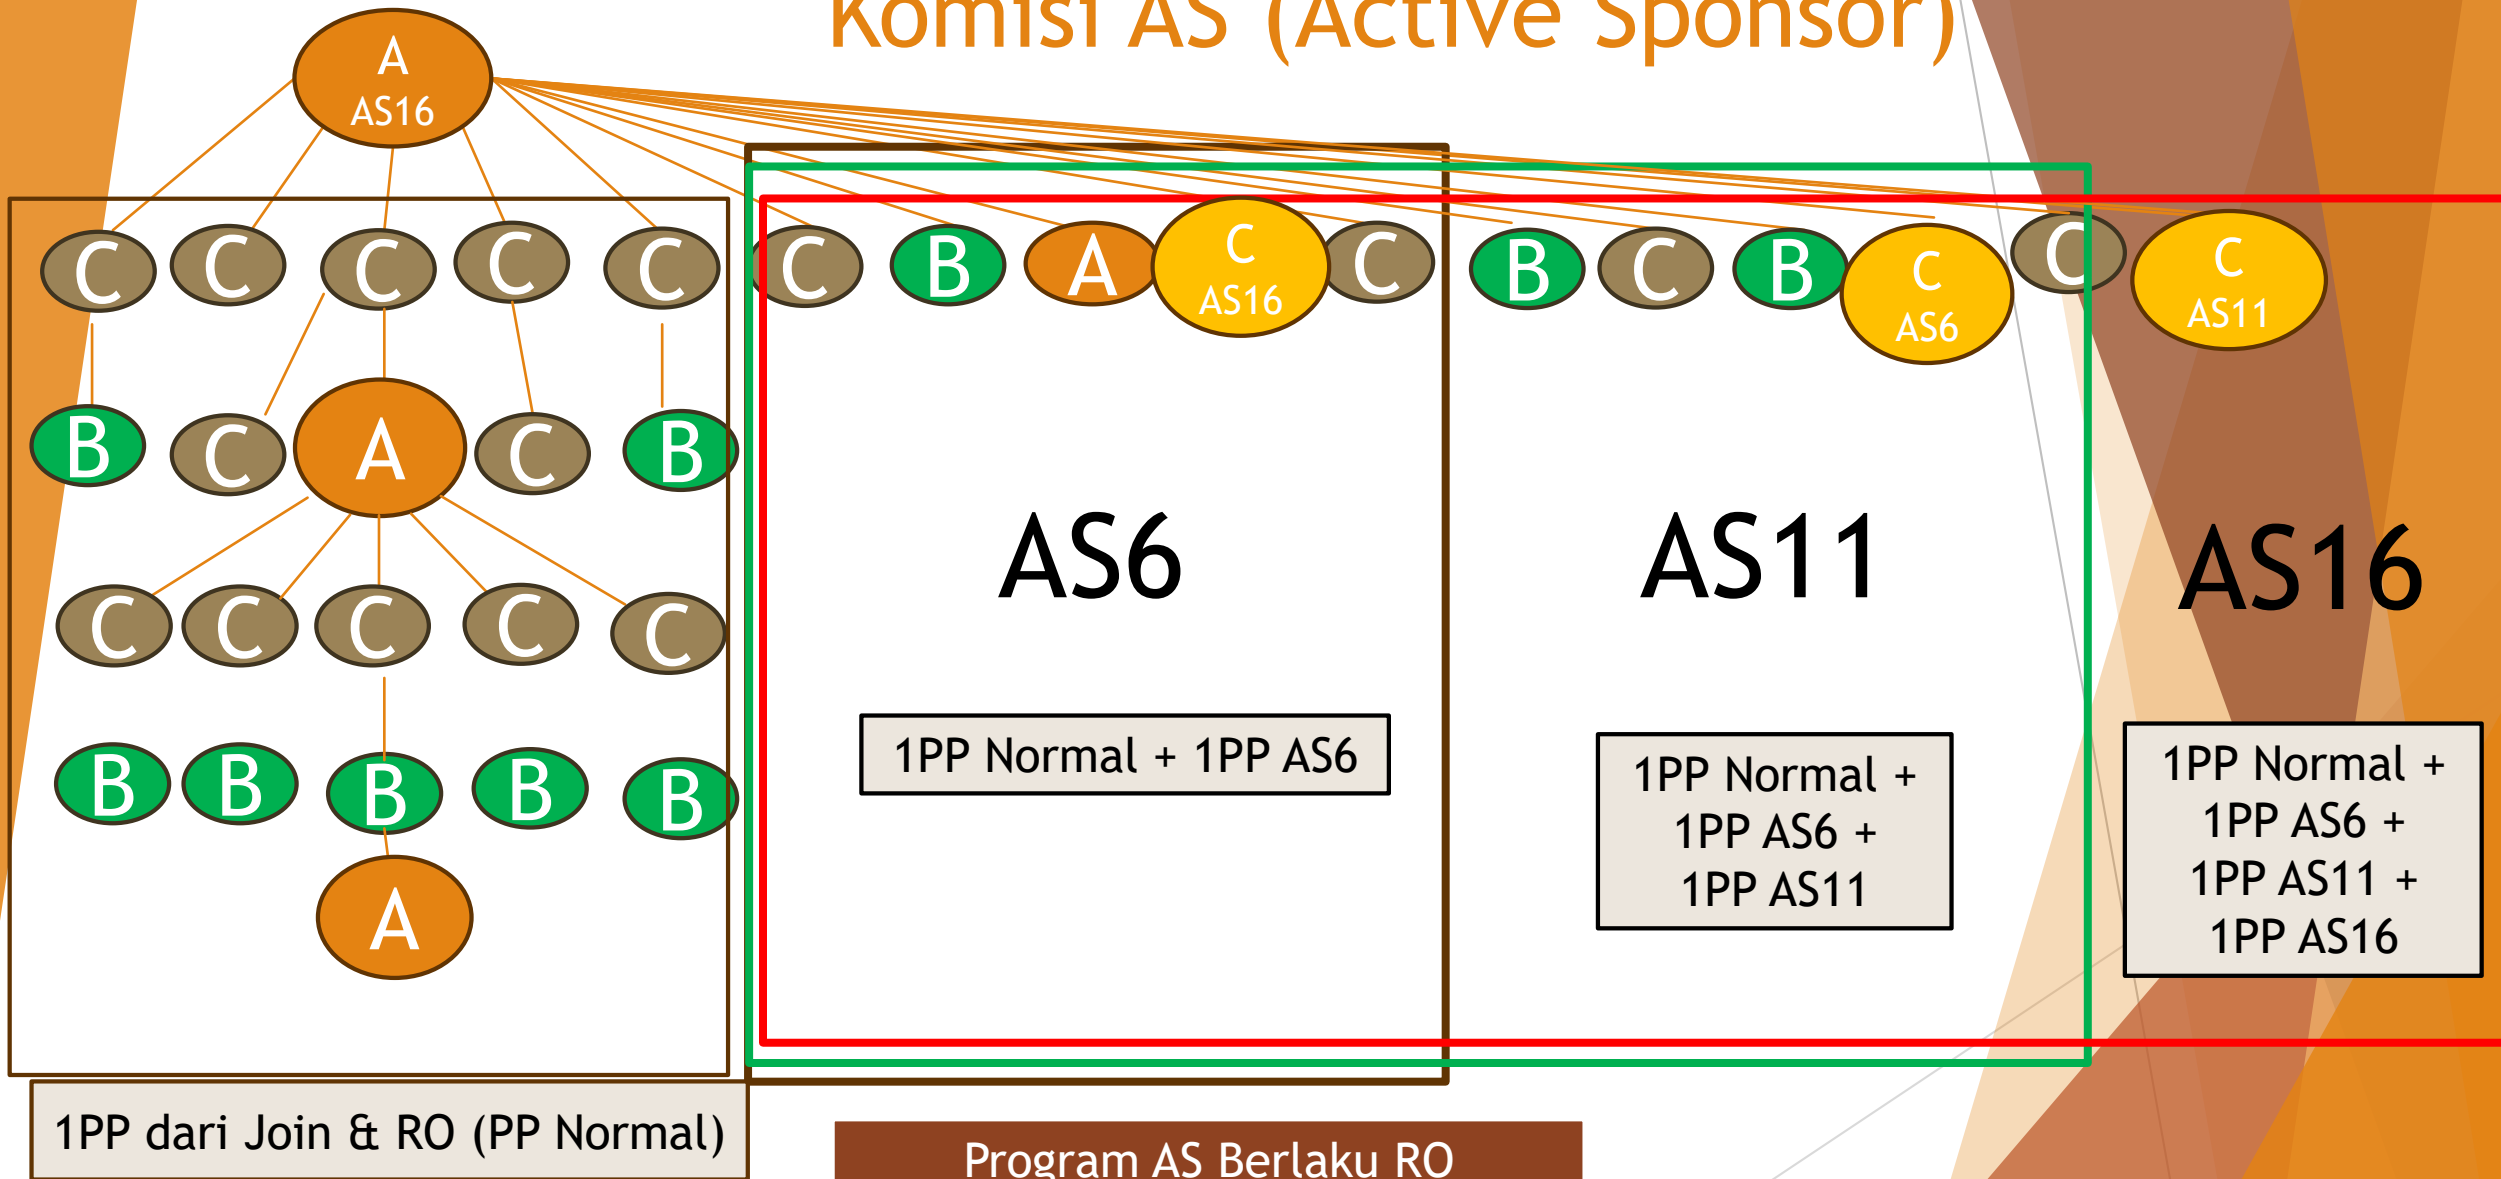 Komisi AS (Active Sponsor)
A
AS16
C C C C C C B A C AS16 C B C B C AS6 C C AS11
B C A C B
AS6 AS11 AS16
C C C C C
1PP Normal + 1PP AS6
1PP Normal +
1PP AS6 +
1PP AS11
1PP Normal +
1PP AS6 +
1PP AS11 +
1PP AS16
B B B B B
A
1PP dari Join & RO (PP Normal)
Program AS Berlaku RO